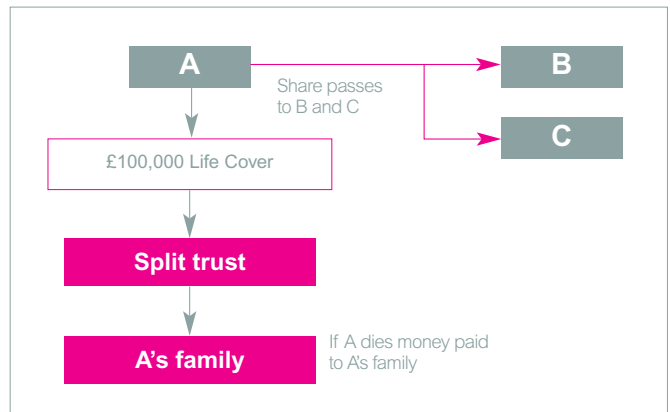 A
B
Share passes
to B and C
C
£100,000 Life Cover
Split trust
A's family
If A dies money paid
to A's family